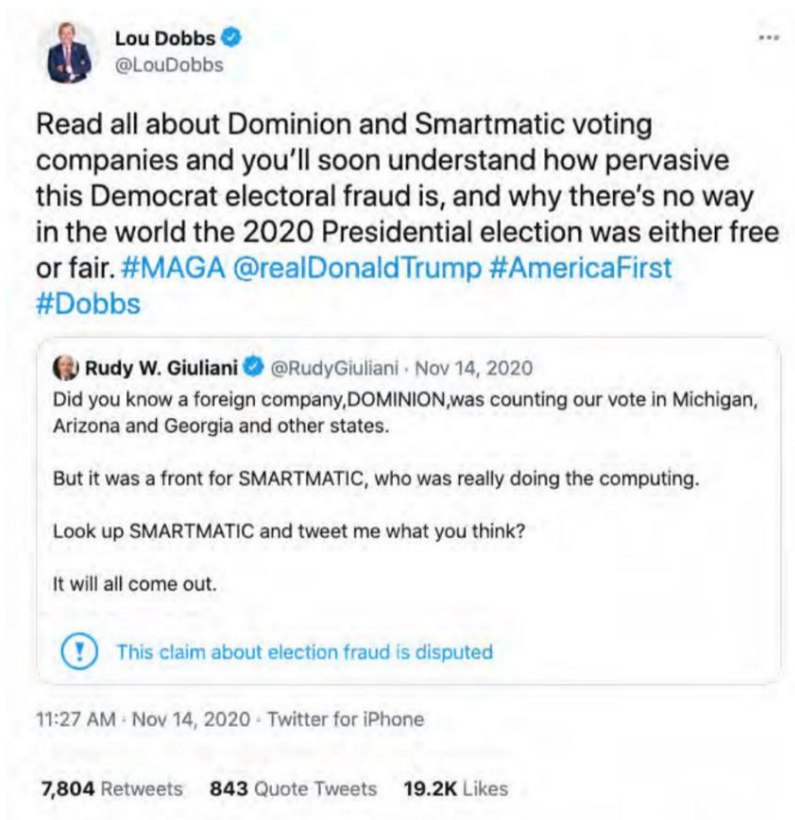 Lou Dobbs
@LouDobbs
Read all about Dominion and Smartmatic voting
companies and you'll soon understand how pervasive
this Democrat electoral fraud is, and why there's no way
in the world the 2020 Presidential election was either free
or fair. #MAGA @realDonaldTrump #AmericaFirst
#Dobbs
Rudy W. Giuliani @RudyGiuliani · Nov 14, 2020
Did you know a foreign company,DOMINION,was counting our vote in Michigan,
Arizona and Georgia and other states.
But it was a front for SMARTMATIC, who was really doing the computing.
Look up SMARTMATIC and tweet me what you think?
It will all come out.
This claim about election fraud is disputed
11:27 AM · Nov 14, 2020 · Twitter for iPhone
7,804 Retweets 843 Quote Tweets 19.2K Likes